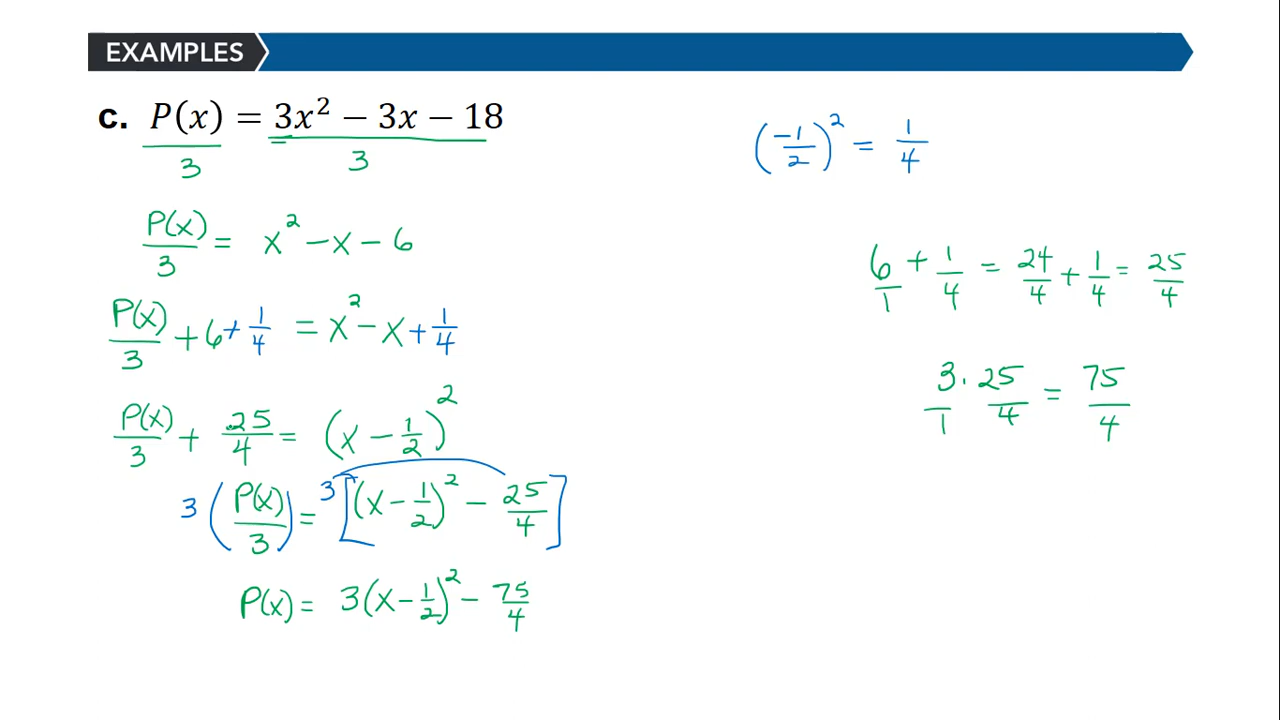 EXAMPLES
c. P(x) = 3x² − 3x − 18
3 3
(-1/2)² = 1/4
P(x)/3 = x² − x − 6
6/1 + 1/4 = 24/4 + 1/4 = 25/4
P(x)/3 + 6 + 1/4 = x² − x + 1/4
3/1 · 25/4 = 75/4
P(x)/3 + 25/4 = (x − 1/2)²
3 (P(x)/3) = 3 [(x − 1/2)² − 25/4]
P(x) = 3(x − 1/2)² − 75/4